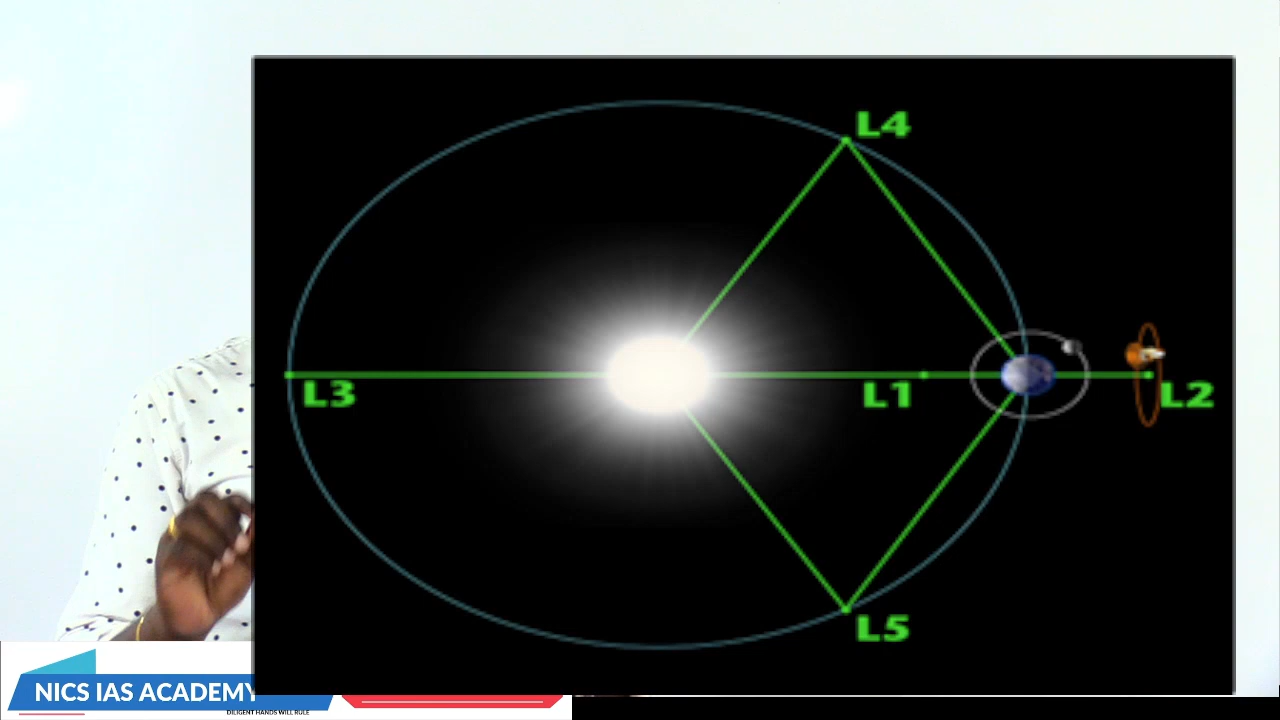 L4
L3
L1
L2
L5
NICS IAS ACADEMY
DILIGENT HANDS WILL RULE